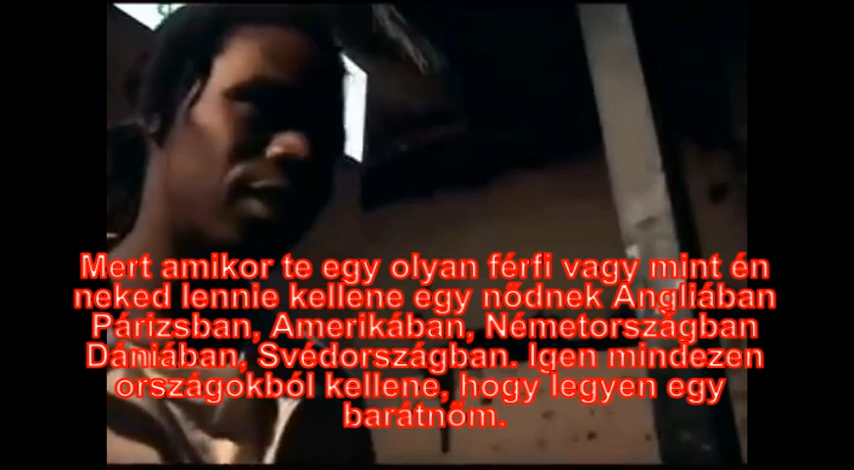 Mert amikor te egy olyan férfi vagy mint én
neked lennie kellene egy nődnek Angliában
Párizsban, Amerikában, Németországban
Dániában, Svédországban. Igen mindezen
országokból kellene, hogy legyen egy
barátnőm.